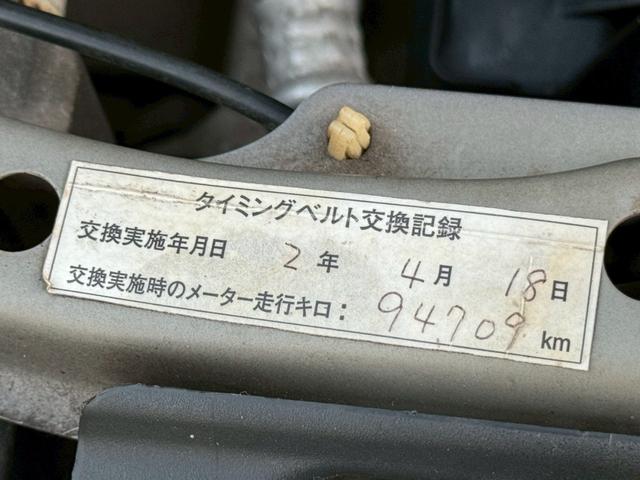 タイミングベルト交換記録
交換実施年月日 2年 4月 18日
交換実施時のメーター走行キロ: 94,709 km